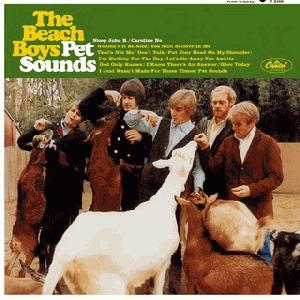 The
Beach
Boys Pet
Sounds
Sloop John B./Caroline No
Wouldn't It Be Nice/You Still Believe In Me
That's Not Me/Don't Talk (Put Your Head On My Shoulder)
I'm Waiting For The Day/Let's Go Away For Awhile
God Only Knows/I Know There's An Answer/Here Today
I Just Wasn't Made For These Times/Pet Sounds
Capitol